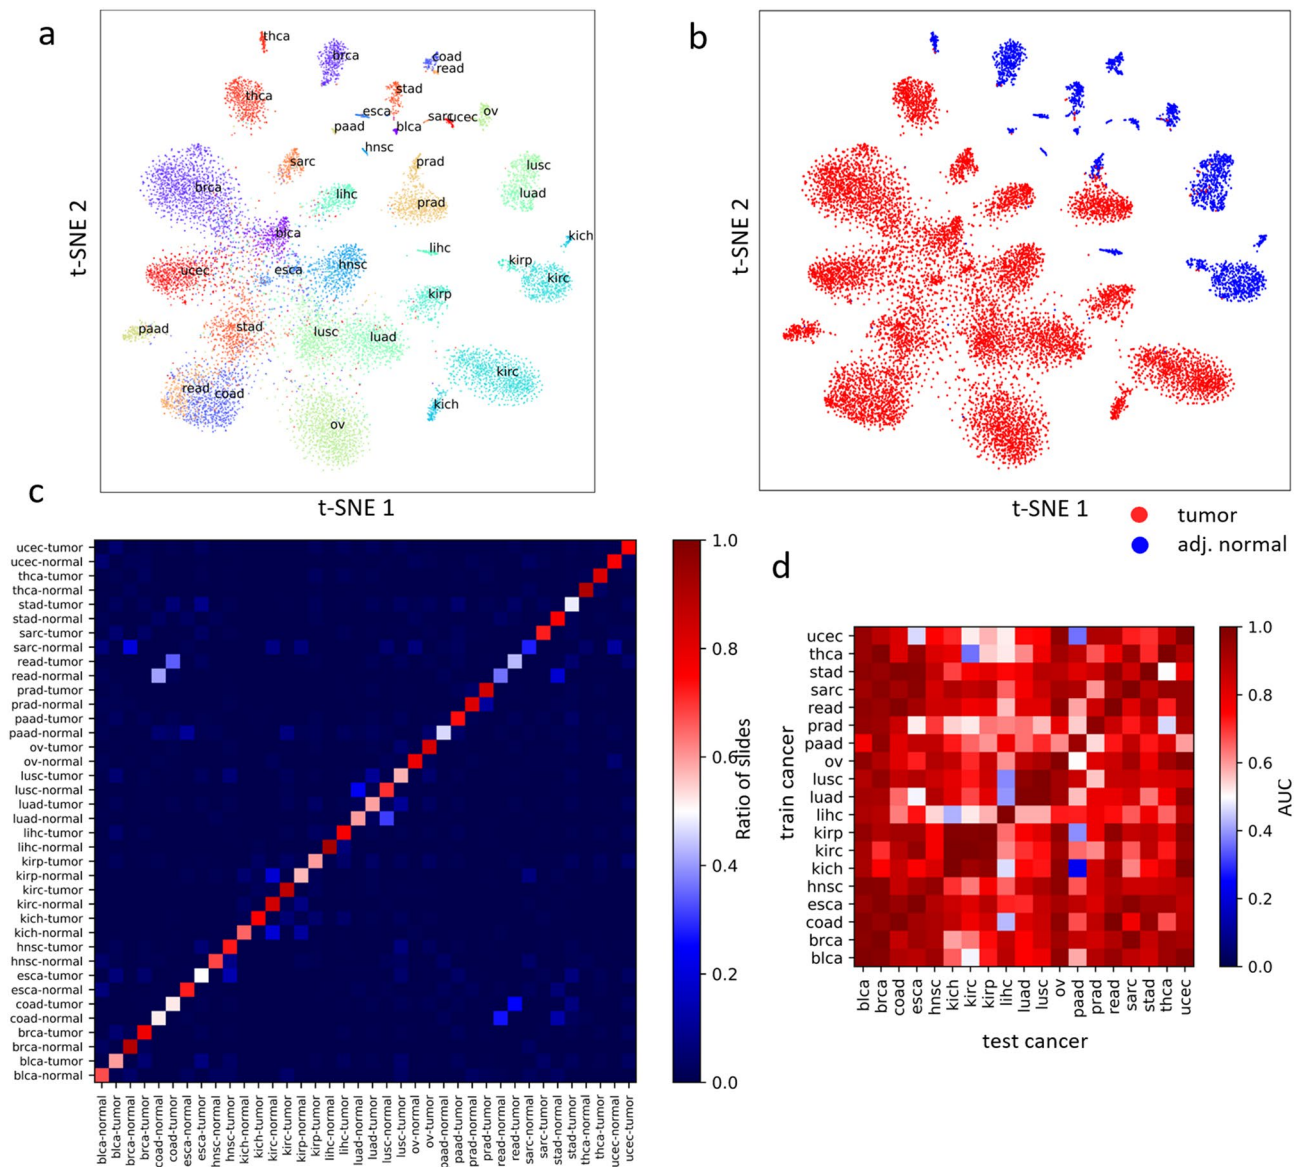 a
thca
brca
coad
read
thca
stad
esca
paad
blca
sarc
ucec
ov
hnsc
sarc
prad
lusc
luad
brca
lihc
prad
blca
lihc
kich
ucec
esca
hnsc
kirp
kirc
kirp
paad
stad
lusc
luad
kirc
read
coad
kich
ov
t-SNE 2
t-SNE 1
b
t-SNE 2
t-SNE 1
tumor
adj. normal
c
ucec-tumor
ucec-normal
thca-tumor
thca-normal
stad-tumor
stad-normal
sarc-tumor
sarc-normal
read-tumor
read-normal
prad-tumor
prad-normal
paad-tumor
paad-normal
ov-tumor
ov-normal
lusc-tumor
lusc-normal
luad-tumor
luad-normal
lihc-tumor
lihc-normal
kirp-tumor
kirp-normal
kirc-tumor
kirc-normal
kich-tumor
kich-normal
hnsc-tumor
hnsc-normal
esca-tumor
esca-normal
coad-tumor
coad-normal
brca-tumor
brca-normal
blca-tumor
blca-normal
blca-normal
blca-tumor
brca-normal
brca-tumor
coad-normal
coad-tumor
esca-normal
esca-tumor
hnsc-normal
hnsc-tumor
kich-normal
kich-tumor
kirc-normal
kirc-tumor
kirp-normal
kirp-tumor
lihc-normal
lihc-tumor
luad-normal
luad-tumor
lusc-normal
lusc-tumor
ov-normal
ov-tumor
paad-normal
paad-tumor
prad-normal
prad-tumor
read-normal
read-tumor
sarc-normal
sarc-tumor
stad-normal
stad-tumor
thca-normal
thca-tumor
ucec-normal
ucec-tumor
1.0
0.8
0.6
0.4
0.2
0.0
Ratio of slides
d
train cancer
ucec
thca
stad
sarc
read
prad
paad
ov
lusc
luad
lihc
kirp
kirc
kich
hnsc
esca
coad
brca
blca
blca
brca
coad
esca
hnsc
kich
kirc
kirp
lihc
luad
lusc
ov
paad
prad
read
sarc
stad
thca
ucec
test cancer
1.0
0.8
0.6
0.4
0.2
0.0
AUC